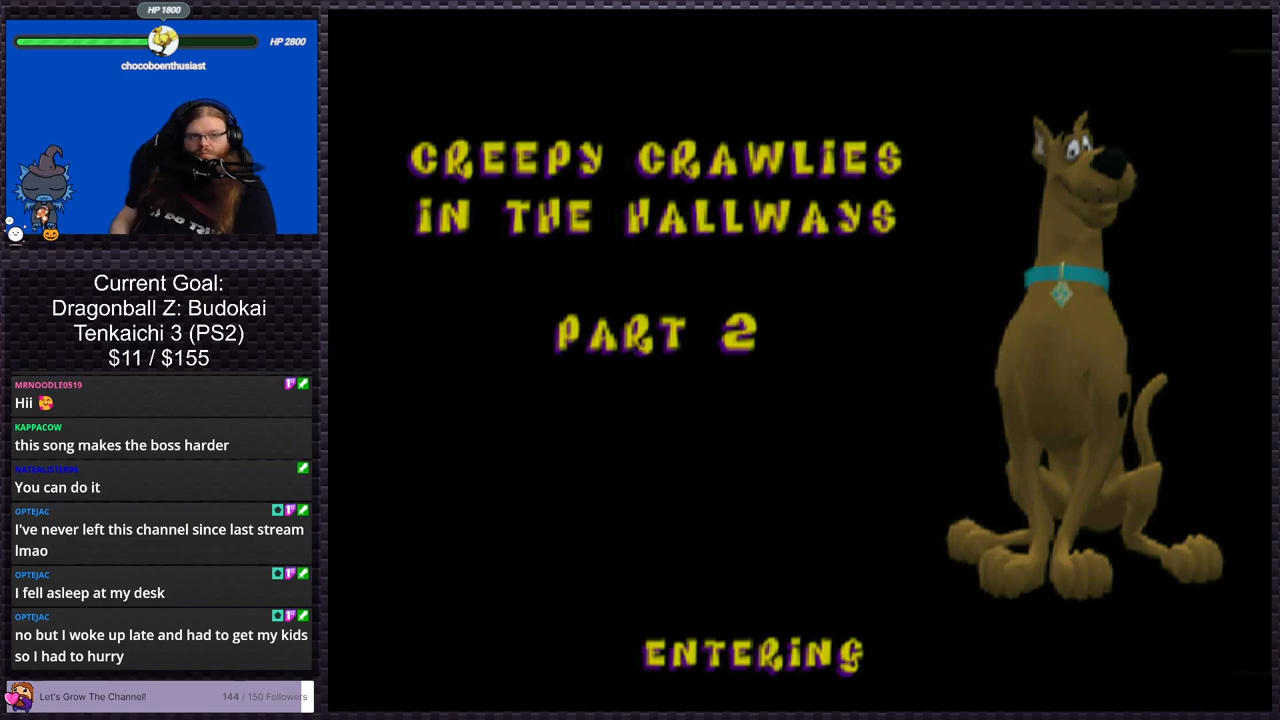 HP 1800
HP 2800
chocoboenthusiast
CREEPY CRAWLIES
IN THE HALLWAYS
PART 2
ENTERING
Current Goal:
Dragonball Z: Budokai
Tenkaichi 3 (PS2)
$11 / $155
MRNOODLE0519
Hii 🥰
KAPPACOW
this song makes the boss harder
You can do it
OPTEJAC
I've never left this channel since last stream
lmao
OPTEJAC
I fell asleep at my desk
OPTEJAC
no but I woke up late and had to get my kids
so I had to hurry
Let's Grow The Channel! 144 / 150 Followers